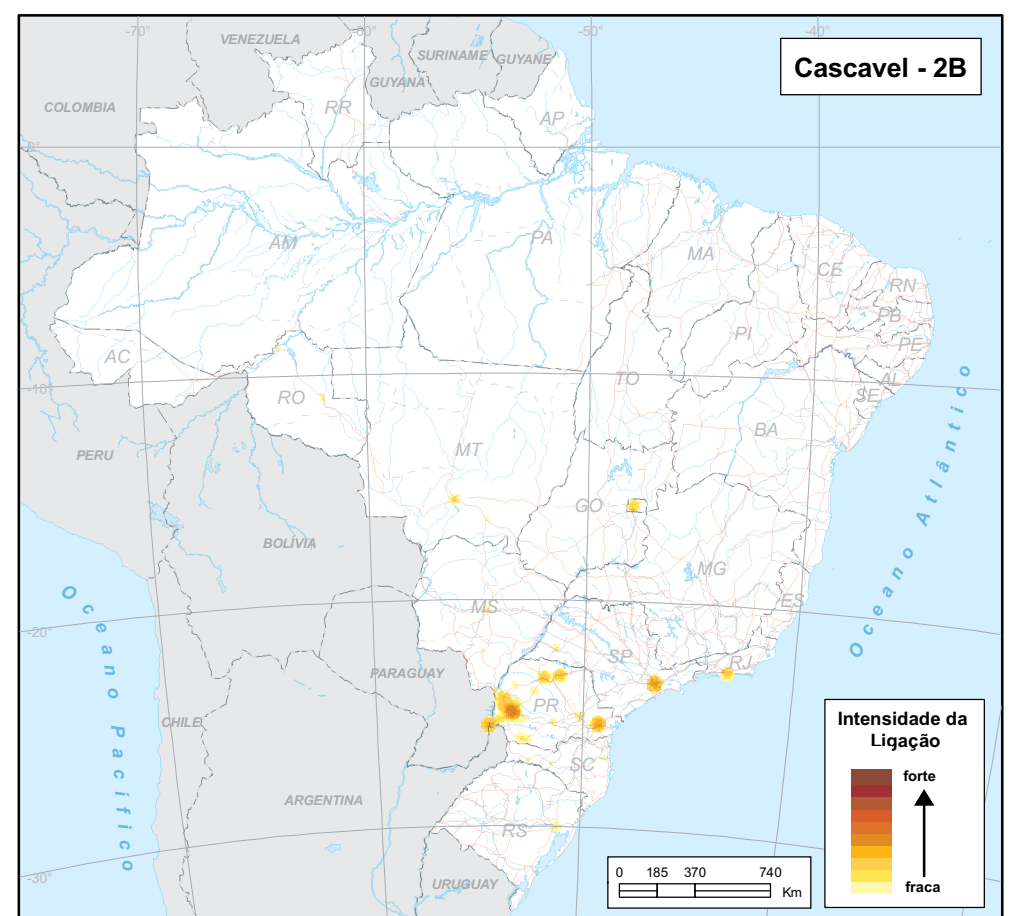 -70°
-60°
-50°
-40°
VENEZUELA
SURINAME
GUYANE
GUYANA
Cascavel - 2B
COLOMBIA
RR
AP
0°
AM
PA
MA
CE
RN
PB
PI
PE
AC
TO
AL
-10°
RO
SE
BA
MT
PERU
GO
BOLÍVIA
MG
Oceano Atlântico
ES
MS
-20°
SP
RJ
PARAGUAY
PR
Oceano Pacífico
CHILE
SC
ARGENTINA
RS
-30°
URUGUAY
Intensidade da
Ligação
forte
fraca
0 185 370 740
Km